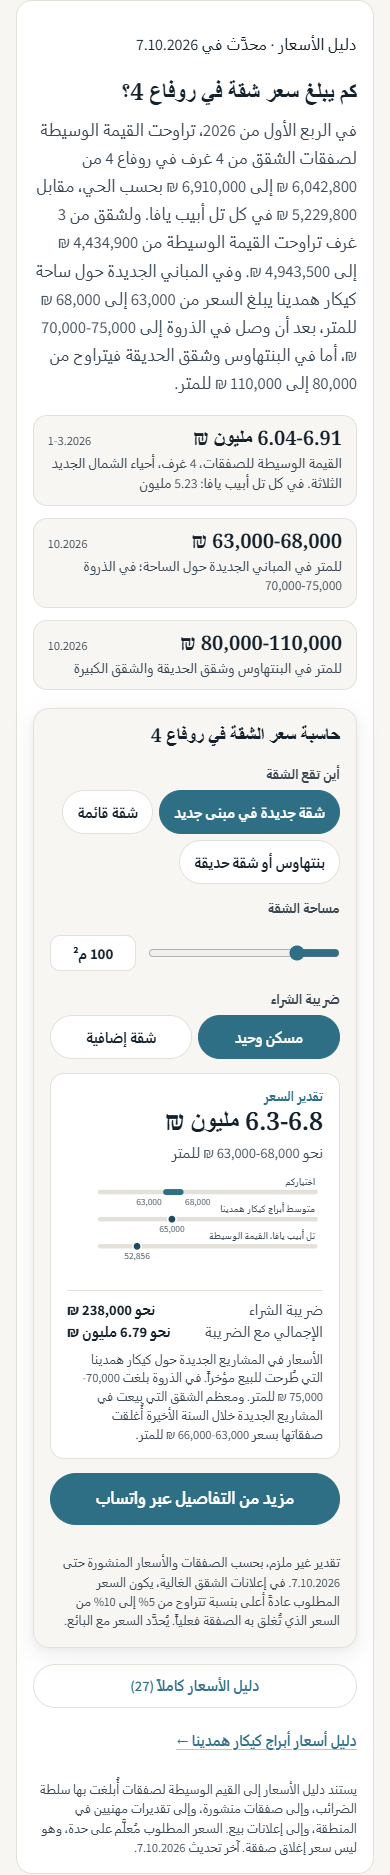 دليل الأسعار · محدَّث في 7.10.2026
كم يبلغ سعر شقة في روفاع 4؟
في الربع الأول من 2026، تراوحت القيمة الوسيطة
لصفقات الشقق من 4 غرف في روفاع 4 من
6,042,800 ₪ إلى 6,910,000 ₪ بحسب الحي، مقابل
5,229,800 ₪ في كل تل أبيب يافا. ولشقق من 3
غرف تراوحت القيمة الوسيطة من 4,434,900 ₪
إلى 4,943,500 ₪. وفي المباني الجديدة حول ساحة
كيكار همدينا يبلغ السعر من 63,000 إلى 68,000 ₪
للمتر، بعد أن وصل في الذروة إلى 70,000-75,000
₪، أما في البنتهاوس وشقق الحديقة فيتراوح من
80,000 إلى 110,000 ₪ للمتر.
6.04-6.91 مليون ₪
1-3.2026
القيمة الوسيطة للصفقات، 4 غرف، أحياء الشمال الجديد
الثلاثة. في كل تل أبيب يافا: 5.23 مليون
63,000-68,000 ₪
10.2026
للمتر في المباني الجديدة حول الساحة؛ في الذروة
70,000-75,000
80,000-110,000 ₪
10.2026
للمتر في البنتهاوس وشقق الحديقة والشقق الكبيرة
حاسبة سعر الشقة في روفاع 4
أين تقع الشقة
شقة جديدة في مبنى جديد
شقة قائمة
بنتهاوس أو شقة حديقة
مساحة الشقة
100 م²
ضريبة الشراء
مسكن وحيد
شقة إضافية
تقدير السعر
6.3-6.8 مليون ₪
نحو 63,000-68,000 ₪ للمتر
اختياركم
63,000
68,000
متوسط أبراج كيكار همدينا
65,000
تل أبيب يافا، القيمة الوسيطة
52,856
ضريبة الشراء
نحو 238,000 ₪
الإجمالي مع الضريبة
نحو 6.79 مليون ₪
الأسعار في المشاريع الجديدة حول كيكار همدينا
التي طُرحت للبيع مؤخراً. في الذروة بلغت 70,000-
75,000 ₪ للمتر. ومعظم الشقق التي بيعت في
المشاريع الجديدة خلال السنة الأخيرة أُغلقت
صفقاتها بسعر 63,000-66,000 ₪ للمتر.
مزيد من التفاصيل عبر واتساب
تقدير غير ملزم، بحسب الصفقات والأسعار المنشورة حتى
7.10.2026. في إعلانات الشقق الغالية، يكون السعر
المطلوب عادةً أعلى بنسبة تتراوح من 5% إلى 10% من
السعر الذي تُغلق به الصفقة فعلياً. يُحدَّد السعر مع البائع.
دليل الأسعار كاملاً (27)
دليل أسعار أبراج كيكار همدينا ←
يستند دليل الأسعار إلى القيم الوسيطة لصفقات أُبلغت بها سلطة
الضرائب، وإلى صفقات منشورة، وإلى تقديرات مهنيين في
المنطقة، وإلى إعلانات بيع. السعر المطلوب مُعلَّم على حدة، وهو
ليس سعر إغلاق صفقة. آخر تحديث 7.10.2026.